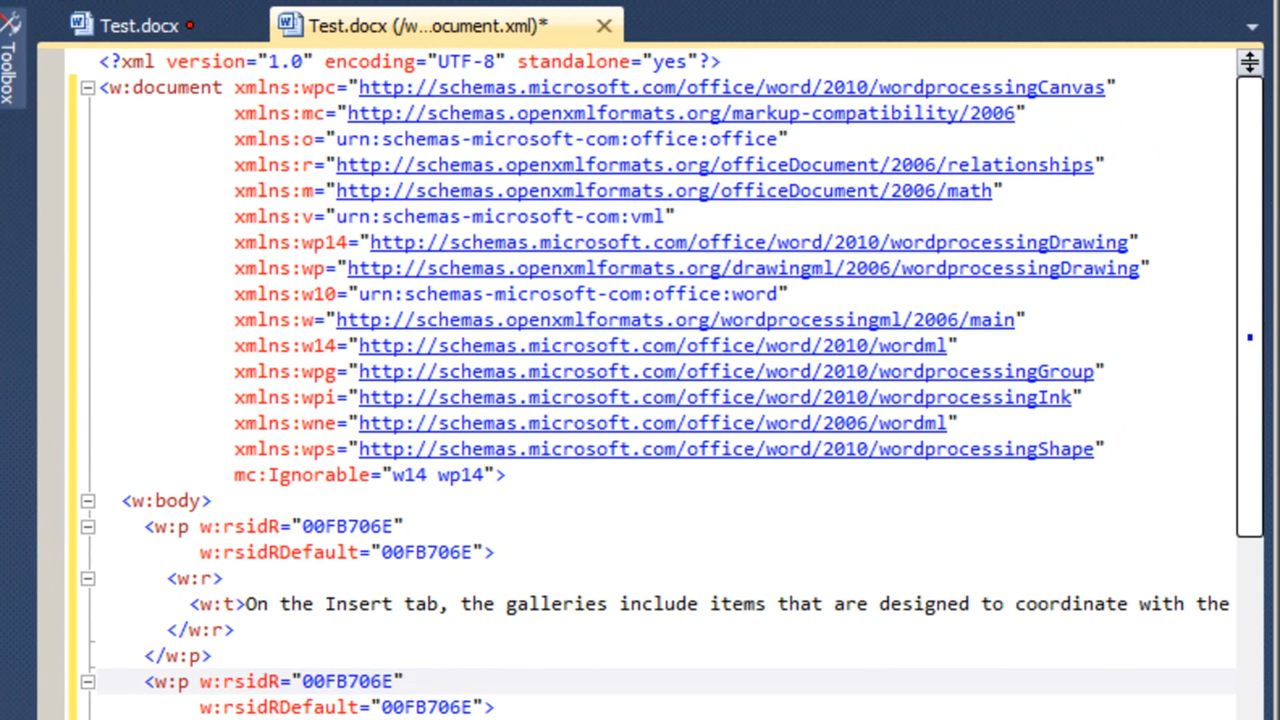 Test.docx
Test.docx (/w...ocument.xml)*
Toolbox
<?xml version="1.0" encoding="UTF-8" standalone="yes"?>
<w:document xmlns:wpc="http://schemas.microsoft.com/office/word/2010/wordprocessingCanvas"
xmlns:mc="http://schemas.openxmlformats.org/markup-compatibility/2006"
xmlns:o="urn:schemas-microsoft-com:office:office"
xmlns:r="http://schemas.openxmlformats.org/officeDocument/2006/relationships"
xmlns:m="http://schemas.openxmlformats.org/officeDocument/2006/math"
xmlns:v="urn:schemas-microsoft-com:vml"
xmlns:wp14="http://schemas.microsoft.com/office/word/2010/wordprocessingDrawing"
xmlns:wp="http://schemas.openxmlformats.org/drawingml/2006/wordprocessingDrawing"
xmlns:w10="urn:schemas-microsoft-com:office:word"
xmlns:w="http://schemas.openxmlformats.org/wordprocessingml/2006/main"
xmlns:w14="http://schemas.microsoft.com/office/word/2010/wordml"
xmlns:wpg="http://schemas.microsoft.com/office/word/2010/wordprocessingGroup"
xmlns:wpi="http://schemas.microsoft.com/office/word/2010/wordprocessingInk"
xmlns:wne="http://schemas.microsoft.com/office/word/2006/wordml"
xmlns:wps="http://schemas.microsoft.com/office/word/2010/wordprocessingShape"
mc:Ignorable="w14 wp14">
<w:body>
<w:p w:rsidR="00FB706E"
w:rsidRDefault="00FB706E">
<w:r>
<w:t>On the Insert tab, the galleries include items that are designed to coordinate with the
</w:r>
</w:p>
<w:p w:rsidR="00FB706E"
w:rsidRDefault="00FB706E">